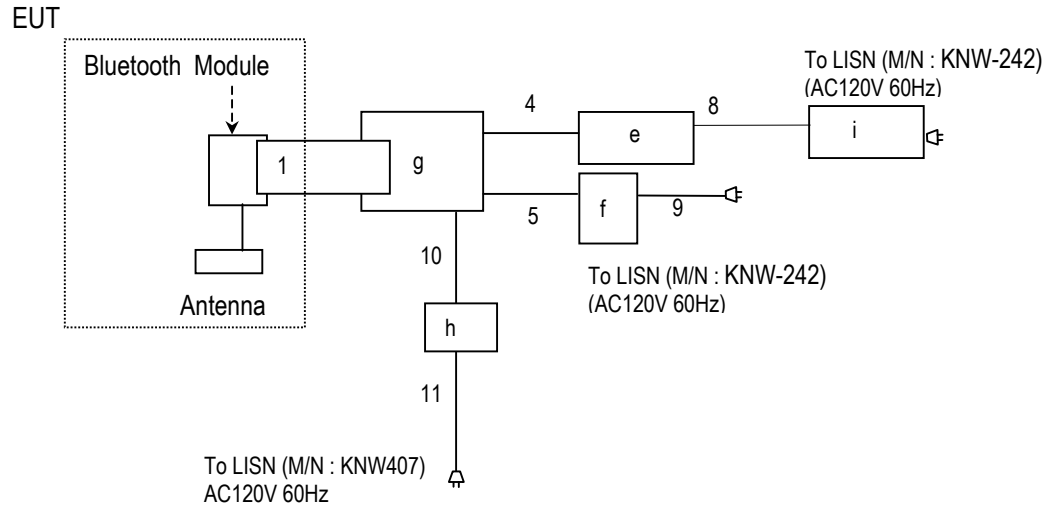 EUT
Bluetooth Module
To LISN (M/N : KNW-242)
(AC120V 60Hz)
4
8
e
i
1
g
5
f
9
10
To LISN (M/N : KNW-242)
(AC120V 60Hz)
Antenna
h
11
To LISN (M/N : KNW407)
AC120V 60Hz